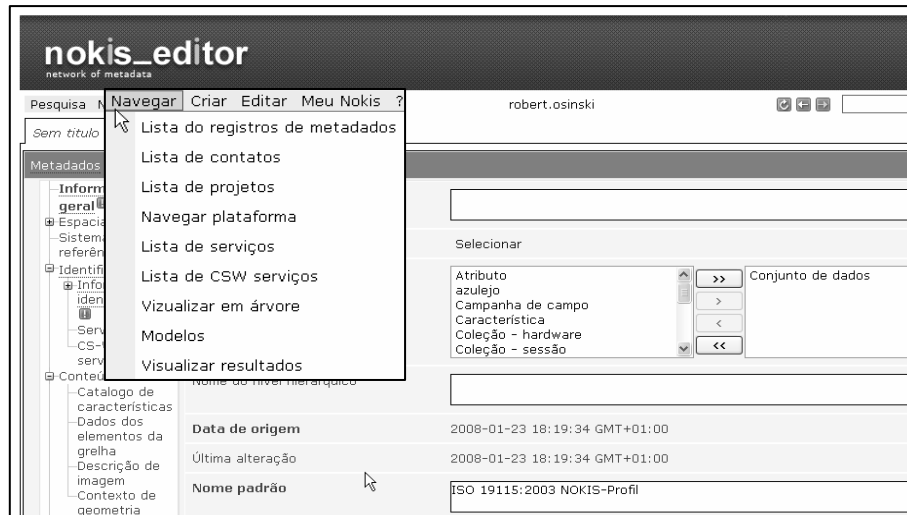 nokis_editor
network of metadata
Pesquisa N
Navegar Criar Editar Meu Nokis ?
robert.osinski
Sem titulo
Lista do registros de metadados
Lista de contatos
Lista de projetos
Navegar plataforma
Lista de serviços
Lista de CSW serviços
Vizualizar em árvore
Modelos
Visualizar resultados
Metadados
Inform
geral
Espacia
Sistem
referên
Identifi
Info
iden
Serv
CS-
serv
Conteú
Catalogo de
características
Dados dos
elementos da
grelha
Descrição de
imagem
Contexto de
geometria
Selecionar
Atributo
azulejo
Campanha de campo
Característica
Coleção - hardware
Coleção - sessão
>>
>
<
<<
Conjunto de dados
Nome do nível hierárquico
Data de origem 2008-01-23 18:19:34 GMT+01:00
Última alteração 2008-01-23 18:19:34 GMT+01:00
Nome padrão ISO 19115:2003 NOKIS-Profil